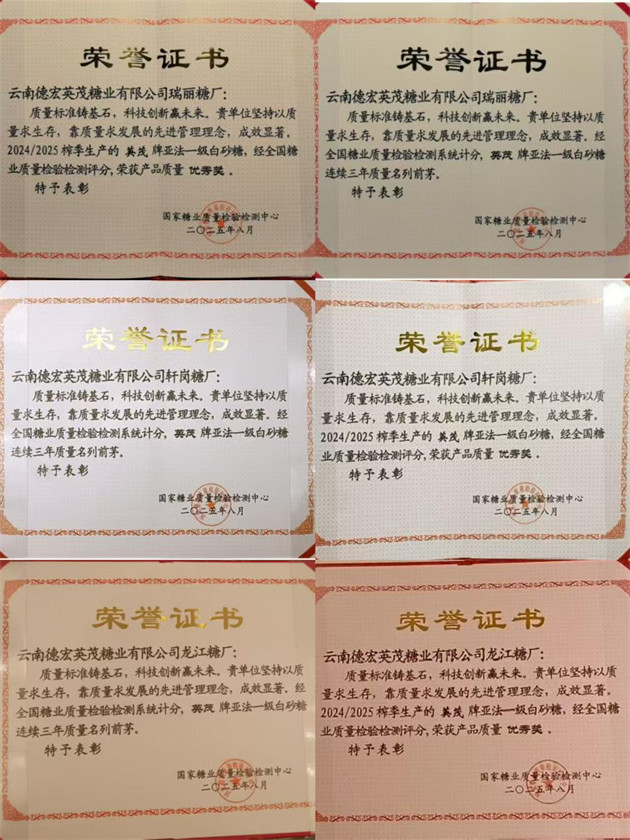 荣誉证书
云南德宏英茂糖业有限公司瑞丽糖厂:
质量标准铸基石，科技创新赢未来。贵单位坚持以质
量求生存，靠质量求发展的先进管理理念，成效显著。
2024/2025 榨季生产的 英茂 牌亚法一级白砂糖，经全国糖
业质量检验检测评分,荣获产品质量 优秀奖 。
特予表彰
国家糖业质量检验检测中心
二〇二五年八月
荣誉证书
云南德宏英茂糖业有限公司瑞丽糖厂:
质量标准铸基石，科技创新赢未来。贵单位坚持以质
量求生存，靠质量求发展的先进管理理念，成效显著。经
全国糖业质量检验检测系统计分，英茂 牌亚法一级白砂糖
连续三年质量名列前茅。
特予表彰
国家糖业质量检验检测中心
二〇二五年八月
荣誉证书
云南德宏英茂糖业有限公司轩岗糖厂:
质量标准铸基石，科技创新赢未来。贵单位坚持以质
量求生存，靠质量求发展的先进管理理念，成效显著。经
全国糖业质量检验检测系统计分，英茂 牌亚法一级白砂糖
连续三年质量名列前茅。
特予表彰
国家糖业质量检验检测中心
二〇二五年八月
荣誉证书
云南德宏英茂糖业有限公司轩岗糖厂:
质量标准铸基石，科技创新赢未来。贵单位坚持以质
量求生存，靠质量求发展的先进管理理念，成效显著。
2024/2025 榨季生产的 英茂 牌亚法一级白砂糖，经全国糖
业质量检验检测评分,荣获产品质量 优秀奖 。
特予表彰
国家糖业质量检验检测中心
二〇二五年八月
荣誉证书
云南德宏英茂糖业有限公司龙江糖厂:
质量标准铸基石，科技创新赢未来。贵单位坚持以质
量求生存，靠质量求发展的先进管理理念，成效显著。经
全国糖业质量检验检测系统计分，英茂 牌亚法一级白砂糖
连续三年质量名列前茅。
特予表彰
国家糖业质量检验检测中心
二〇二五年八月
荣誉证书
云南德宏英茂糖业有限公司龙江糖厂:
质量标准铸基石，科技创新赢未来。贵单位坚持以质
量求生存，靠质量求发展的先进管理理念，成效显著。
2024/2025 榨季生产的 英茂 牌亚法一级白砂糖，经全国糖
业质量检验检测评分,荣获产品质量 优秀奖 。
特予表彰
国家糖业质量检验检测中心
二〇二五年八月